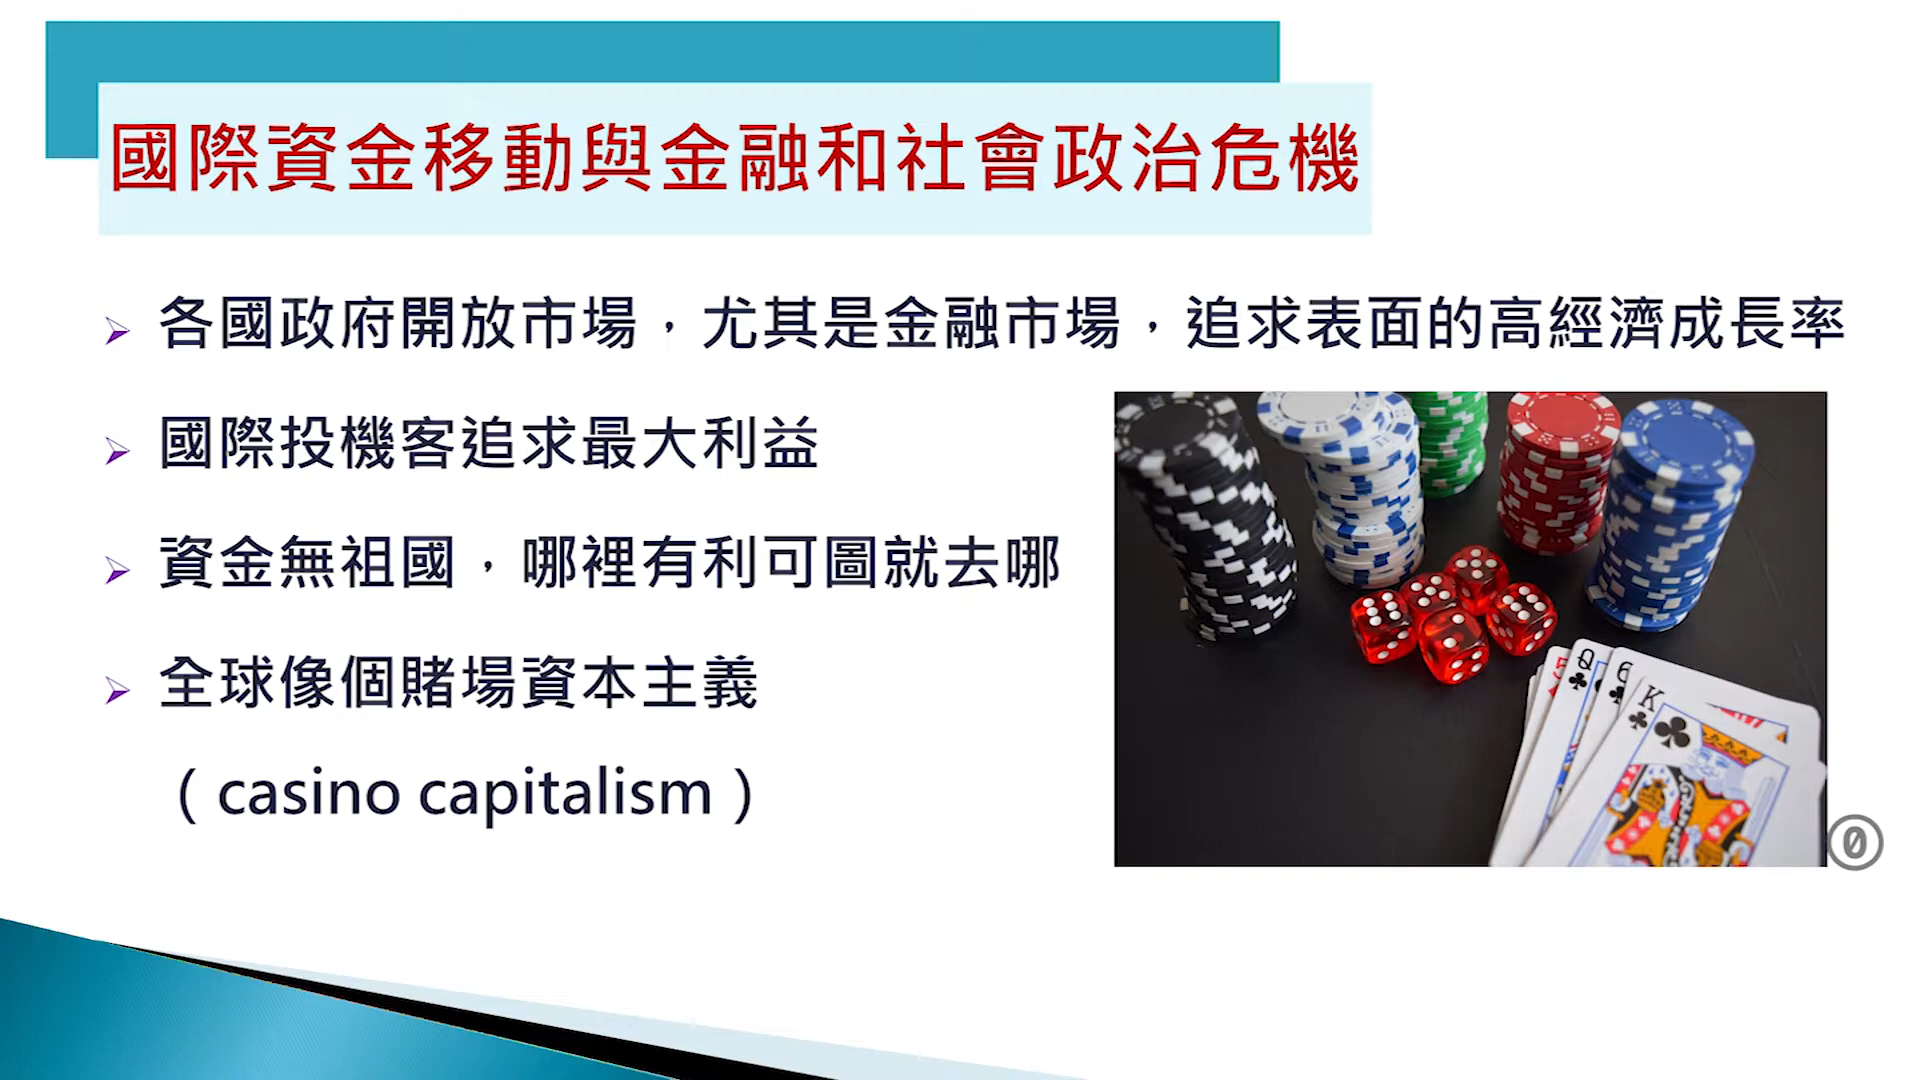 國際資金移動與金融和社會政治危機
各國政府開放市場，尤其是金融市場，追求表面的高經濟成長率
國際投機客追求最大利益
資金無祖國，哪裡有利可圖就去哪
全球像個賭場資本主義
（casino capitalism）
5
Q
6
K
0